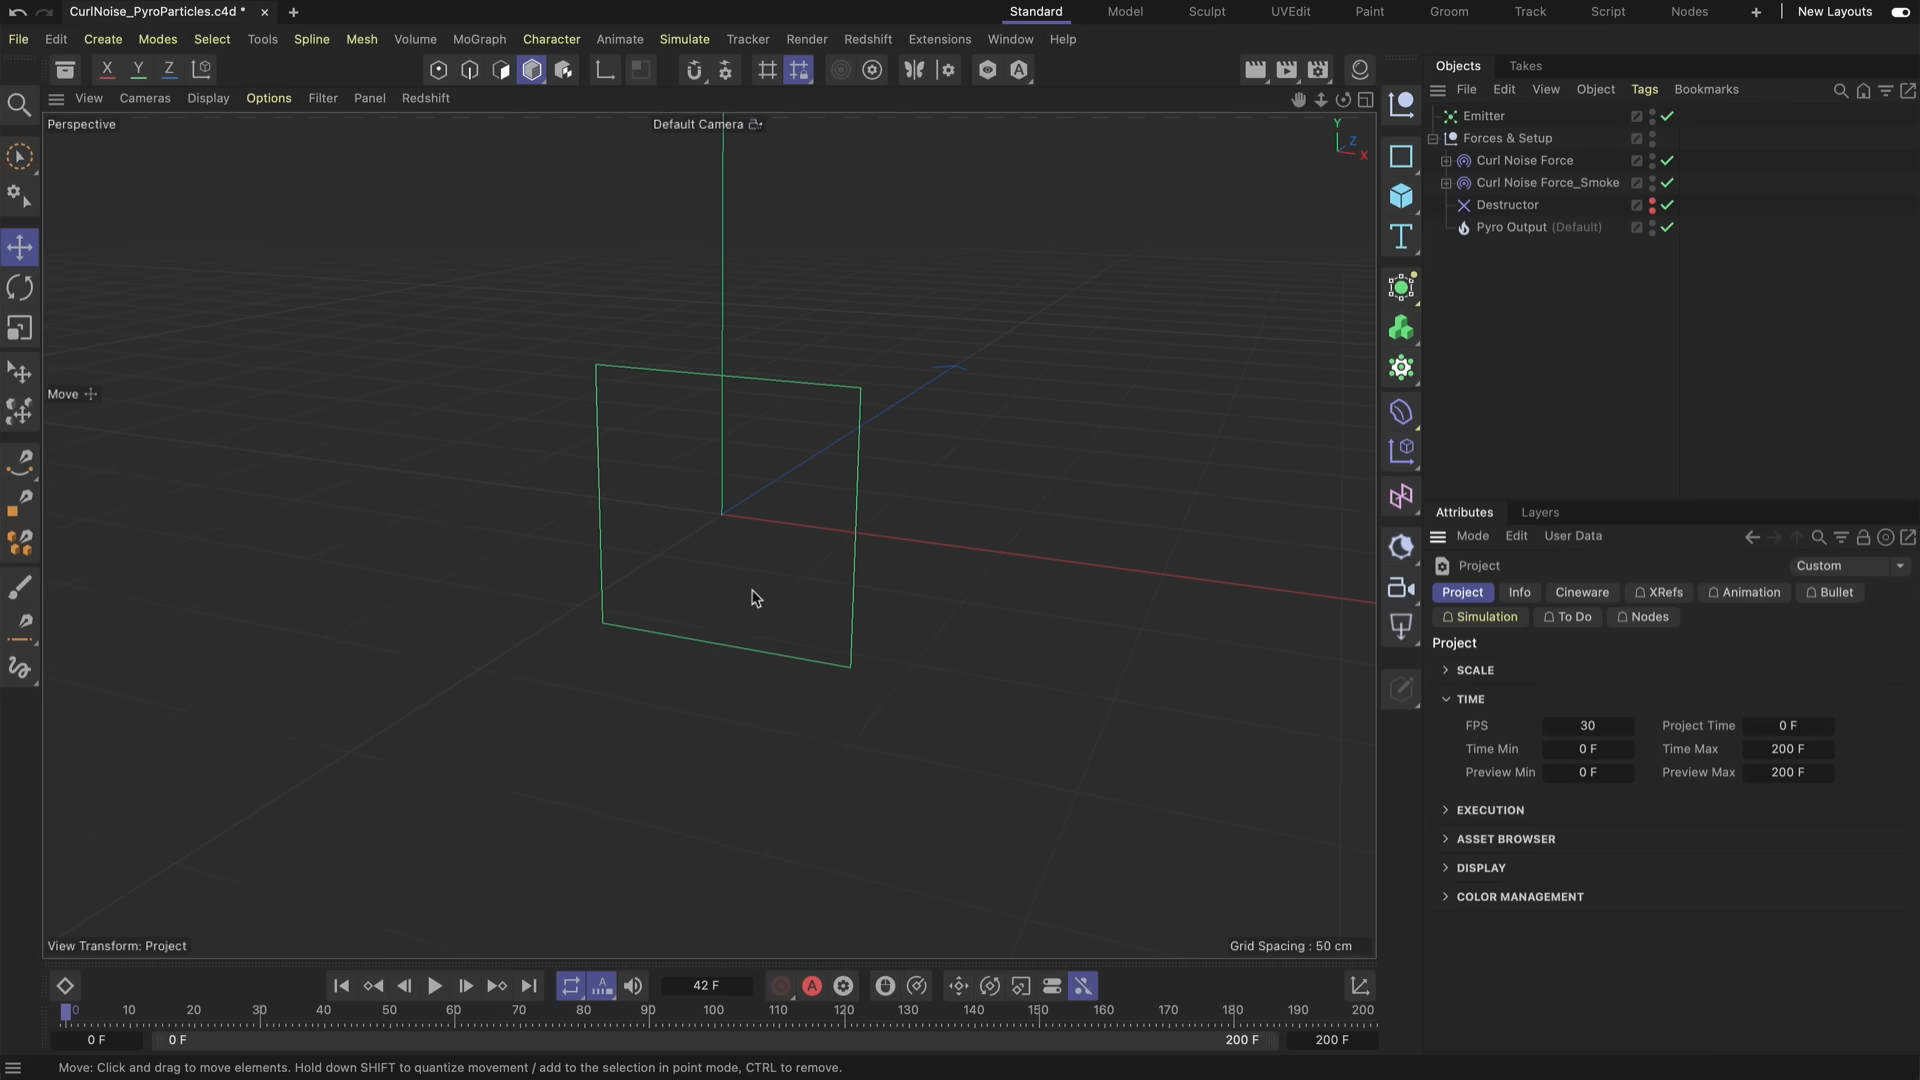 CurlNoise_PyroParticles.c4d *
Standard Model Sculpt UVEdit Paint Groom Track Script Nodes New Layouts
File Edit Create Modes Select Tools Spline Mesh Volume MoGraph Character Animate Simulate Tracker Render Redshift Extensions Window Help
X Y Z
View Cameras Display Options Filter Panel Redshift
Perspective
Default Camera
Y
Z
X
Move
View Transform: Project
Grid Spacing : 50 cm
Objects Takes
File Edit View Object Tags Bookmarks
Emitter
Forces & Setup
Curl Noise Force
Curl Noise Force_Smoke
Destructor
Pyro Output (Default)
Attributes Layers
Mode Edit User Data
Project Custom
Project Info Cineware XRefs Animation Bullet
Simulation To Do Nodes
Project
SCALE
TIME
FPS 30 Project Time 0 F
Time Min 0 F Time Max 200 F
Preview Min 0 F Preview Max 200 F
EXECUTION
ASSET BROWSER
DISPLAY
COLOR MANAGEMENT
42 F
0 10 20 30 40 50 60 70 80 90 100 110 120 130 140 150 160 170 180 190 200
0 F 0 F 200 F 200 F
Move: Click and drag to move elements. Hold down SHIFT to quantize movement / add to the selection in point mode, CTRL to remove.